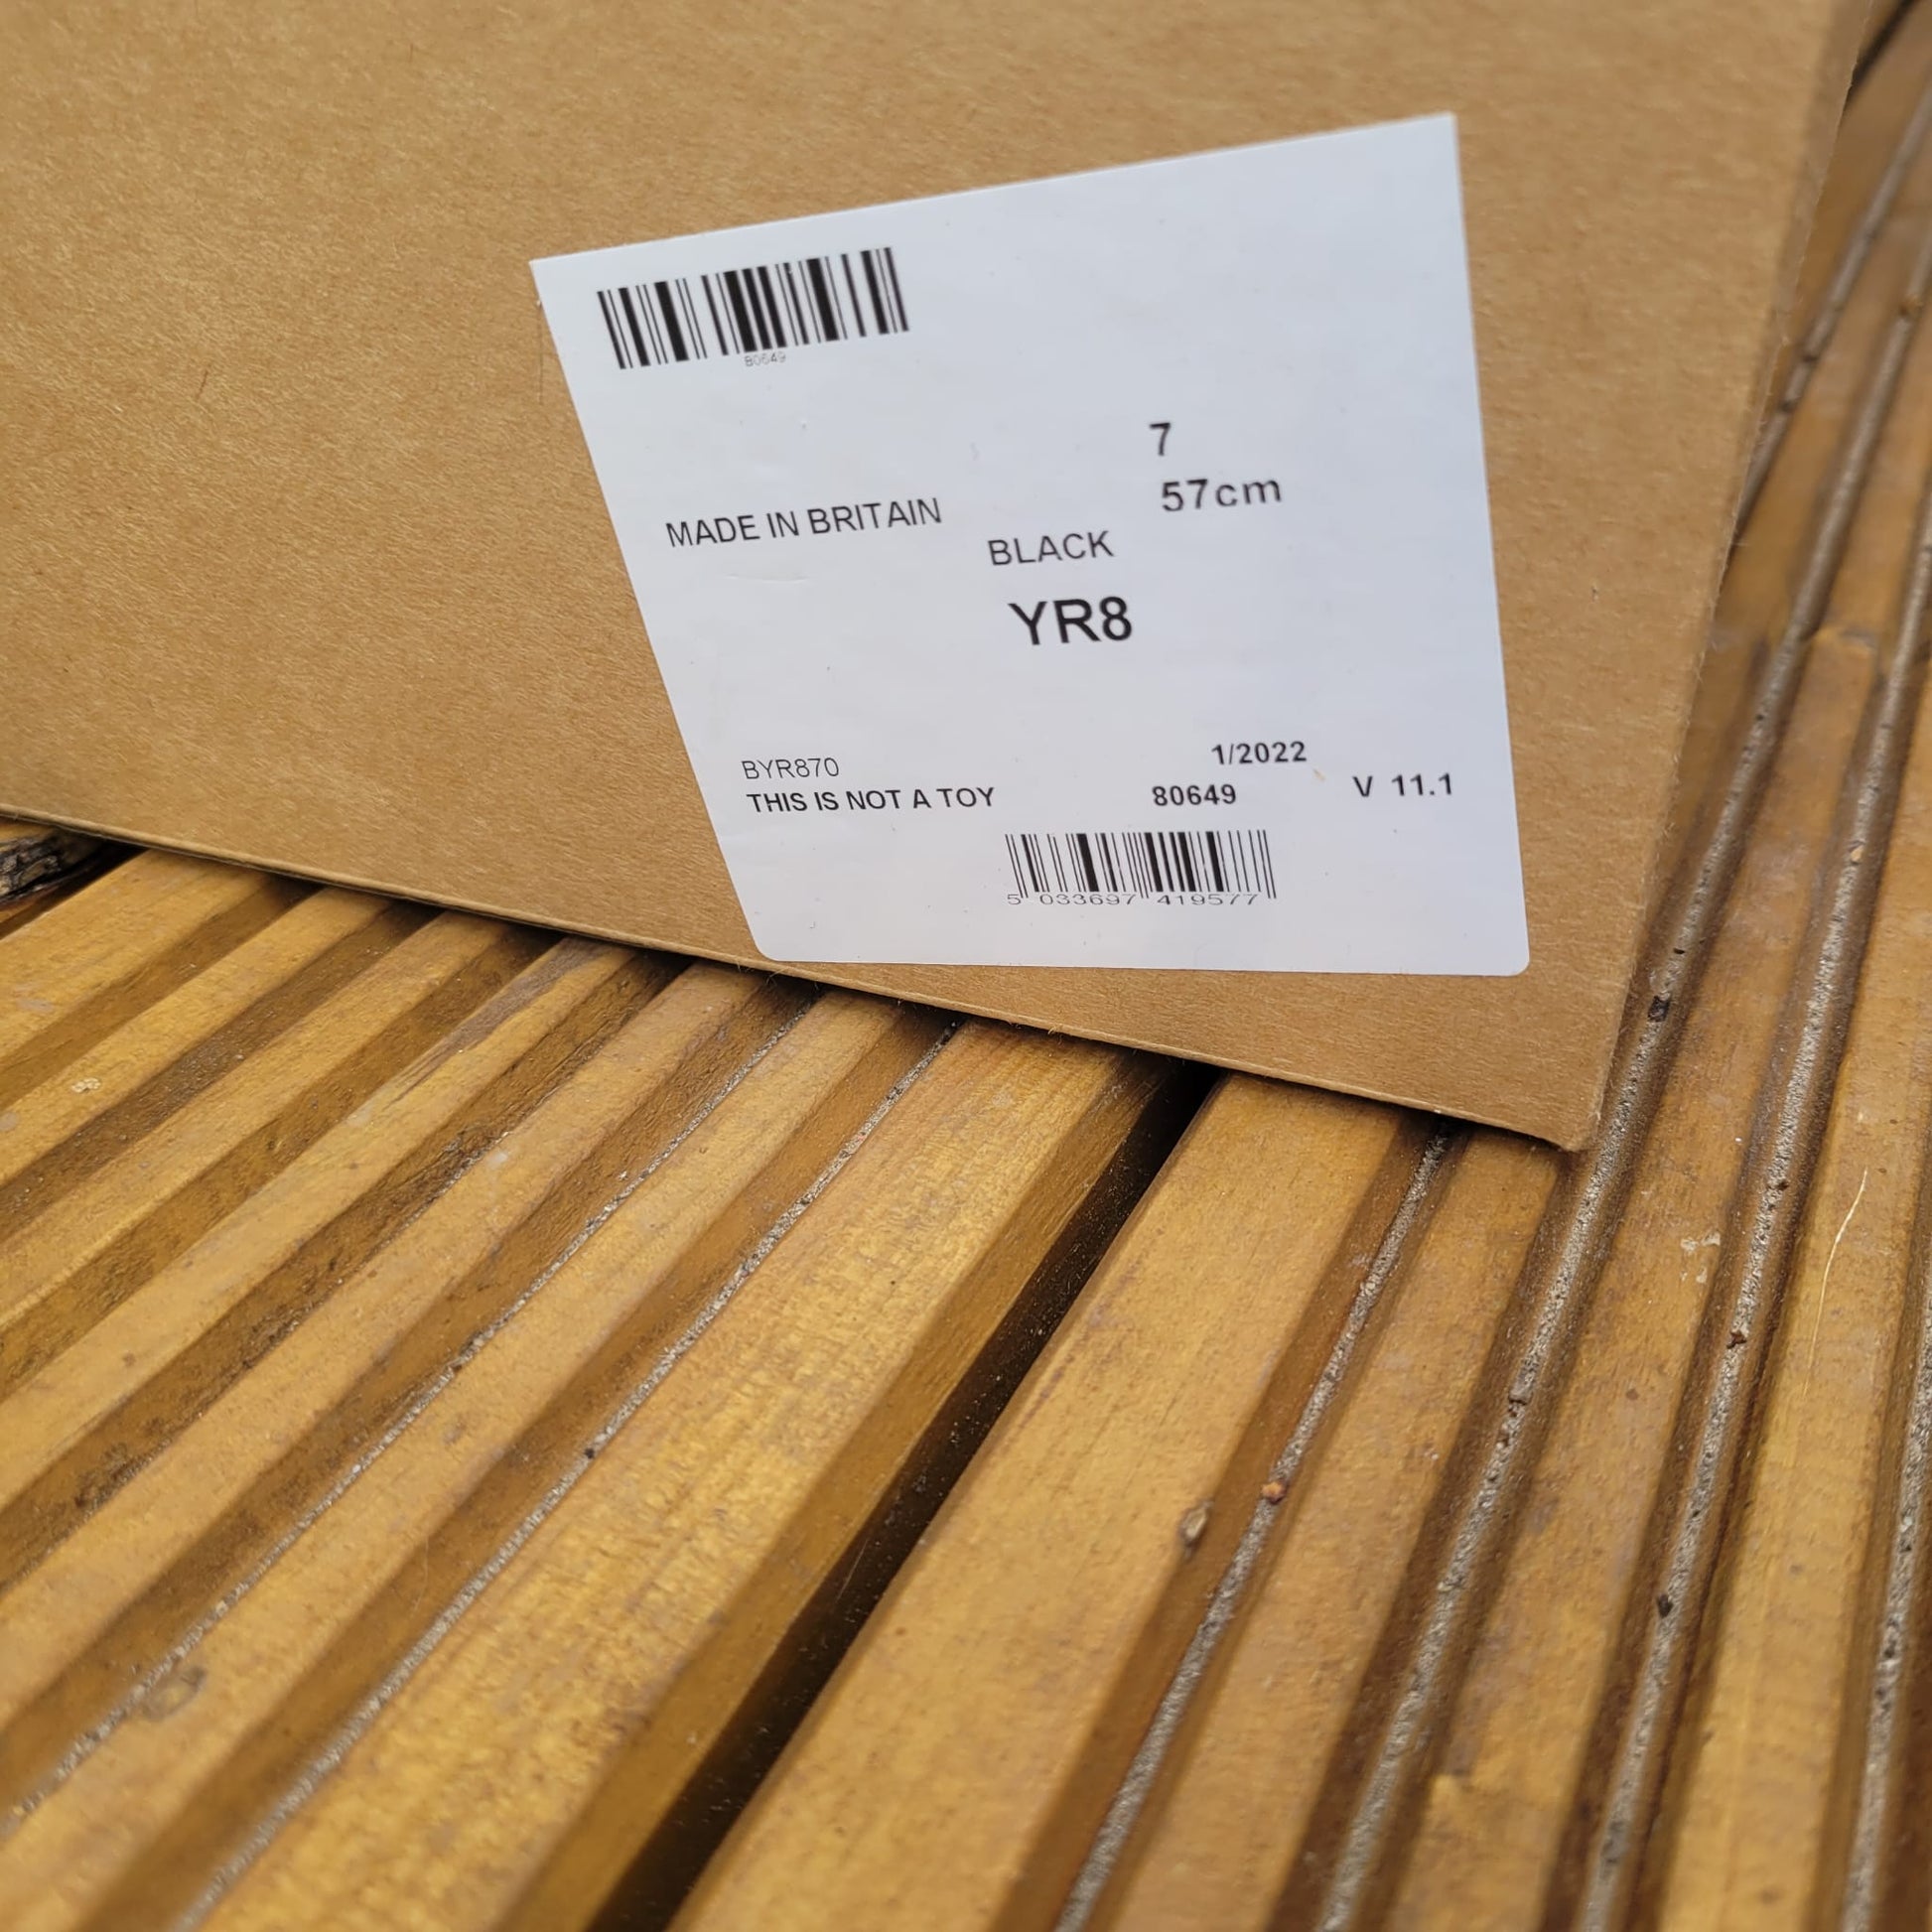 80649
7
57cm
MADE IN BRITAIN
BLACK
YR8
BYR870
1/2022
THIS IS NOT A TOY
80649
V 11.1
5 033697 419577